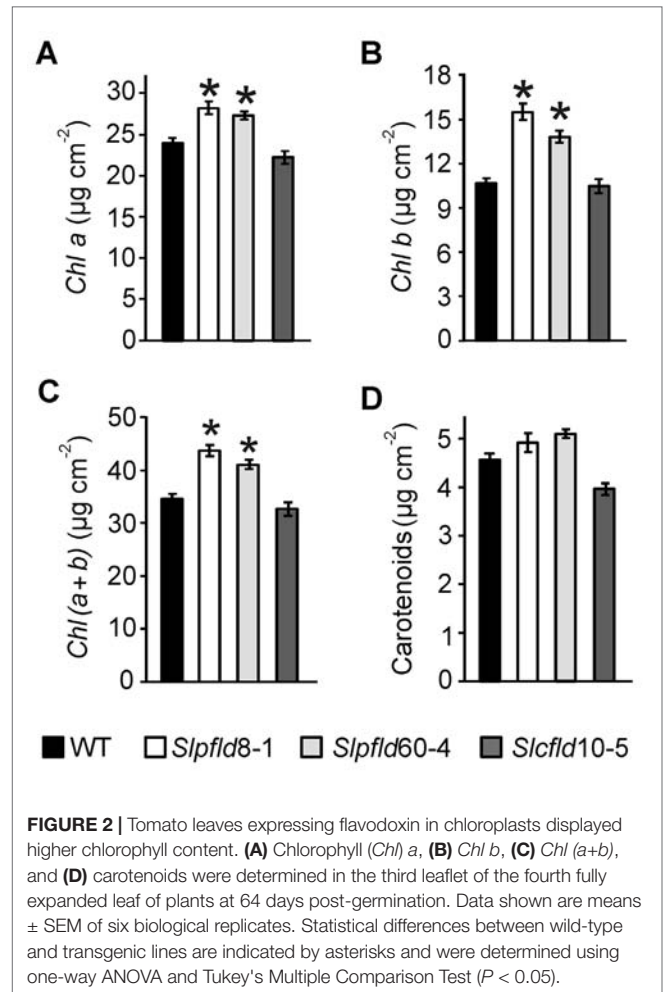 A
B
Chl a (µg cm-2)
30
25
20
15
10
5
0
* *
Chl b (µg cm-2)
18
15
12
9
6
3
0
* *
C
D
Chl (a + b) (µg cm-2)
50
40
30
20
10
0
* *
Carotenoids (µg cm-2)
5
4
3
2
1
0
WT Slpfld8-1 Slpfld60-4 Slcfld10-5
FIGURE 2 | Tomato leaves expressing flavodoxin in chloroplasts displayed
higher chlorophyll content. (A) Chlorophyll (Chl) a, (B) Chl b, (C) Chl (a+b),
and (D) carotenoids were determined in the third leaflet of the fourth fully
expanded leaf of plants at 64 days post-germination. Data shown are means
± SEM of six biological replicates. Statistical differences between wild-type
and transgenic lines are indicated by asterisks and were determined using
one-way ANOVA and Tukey's Multiple Comparison Test (P < 0.05).